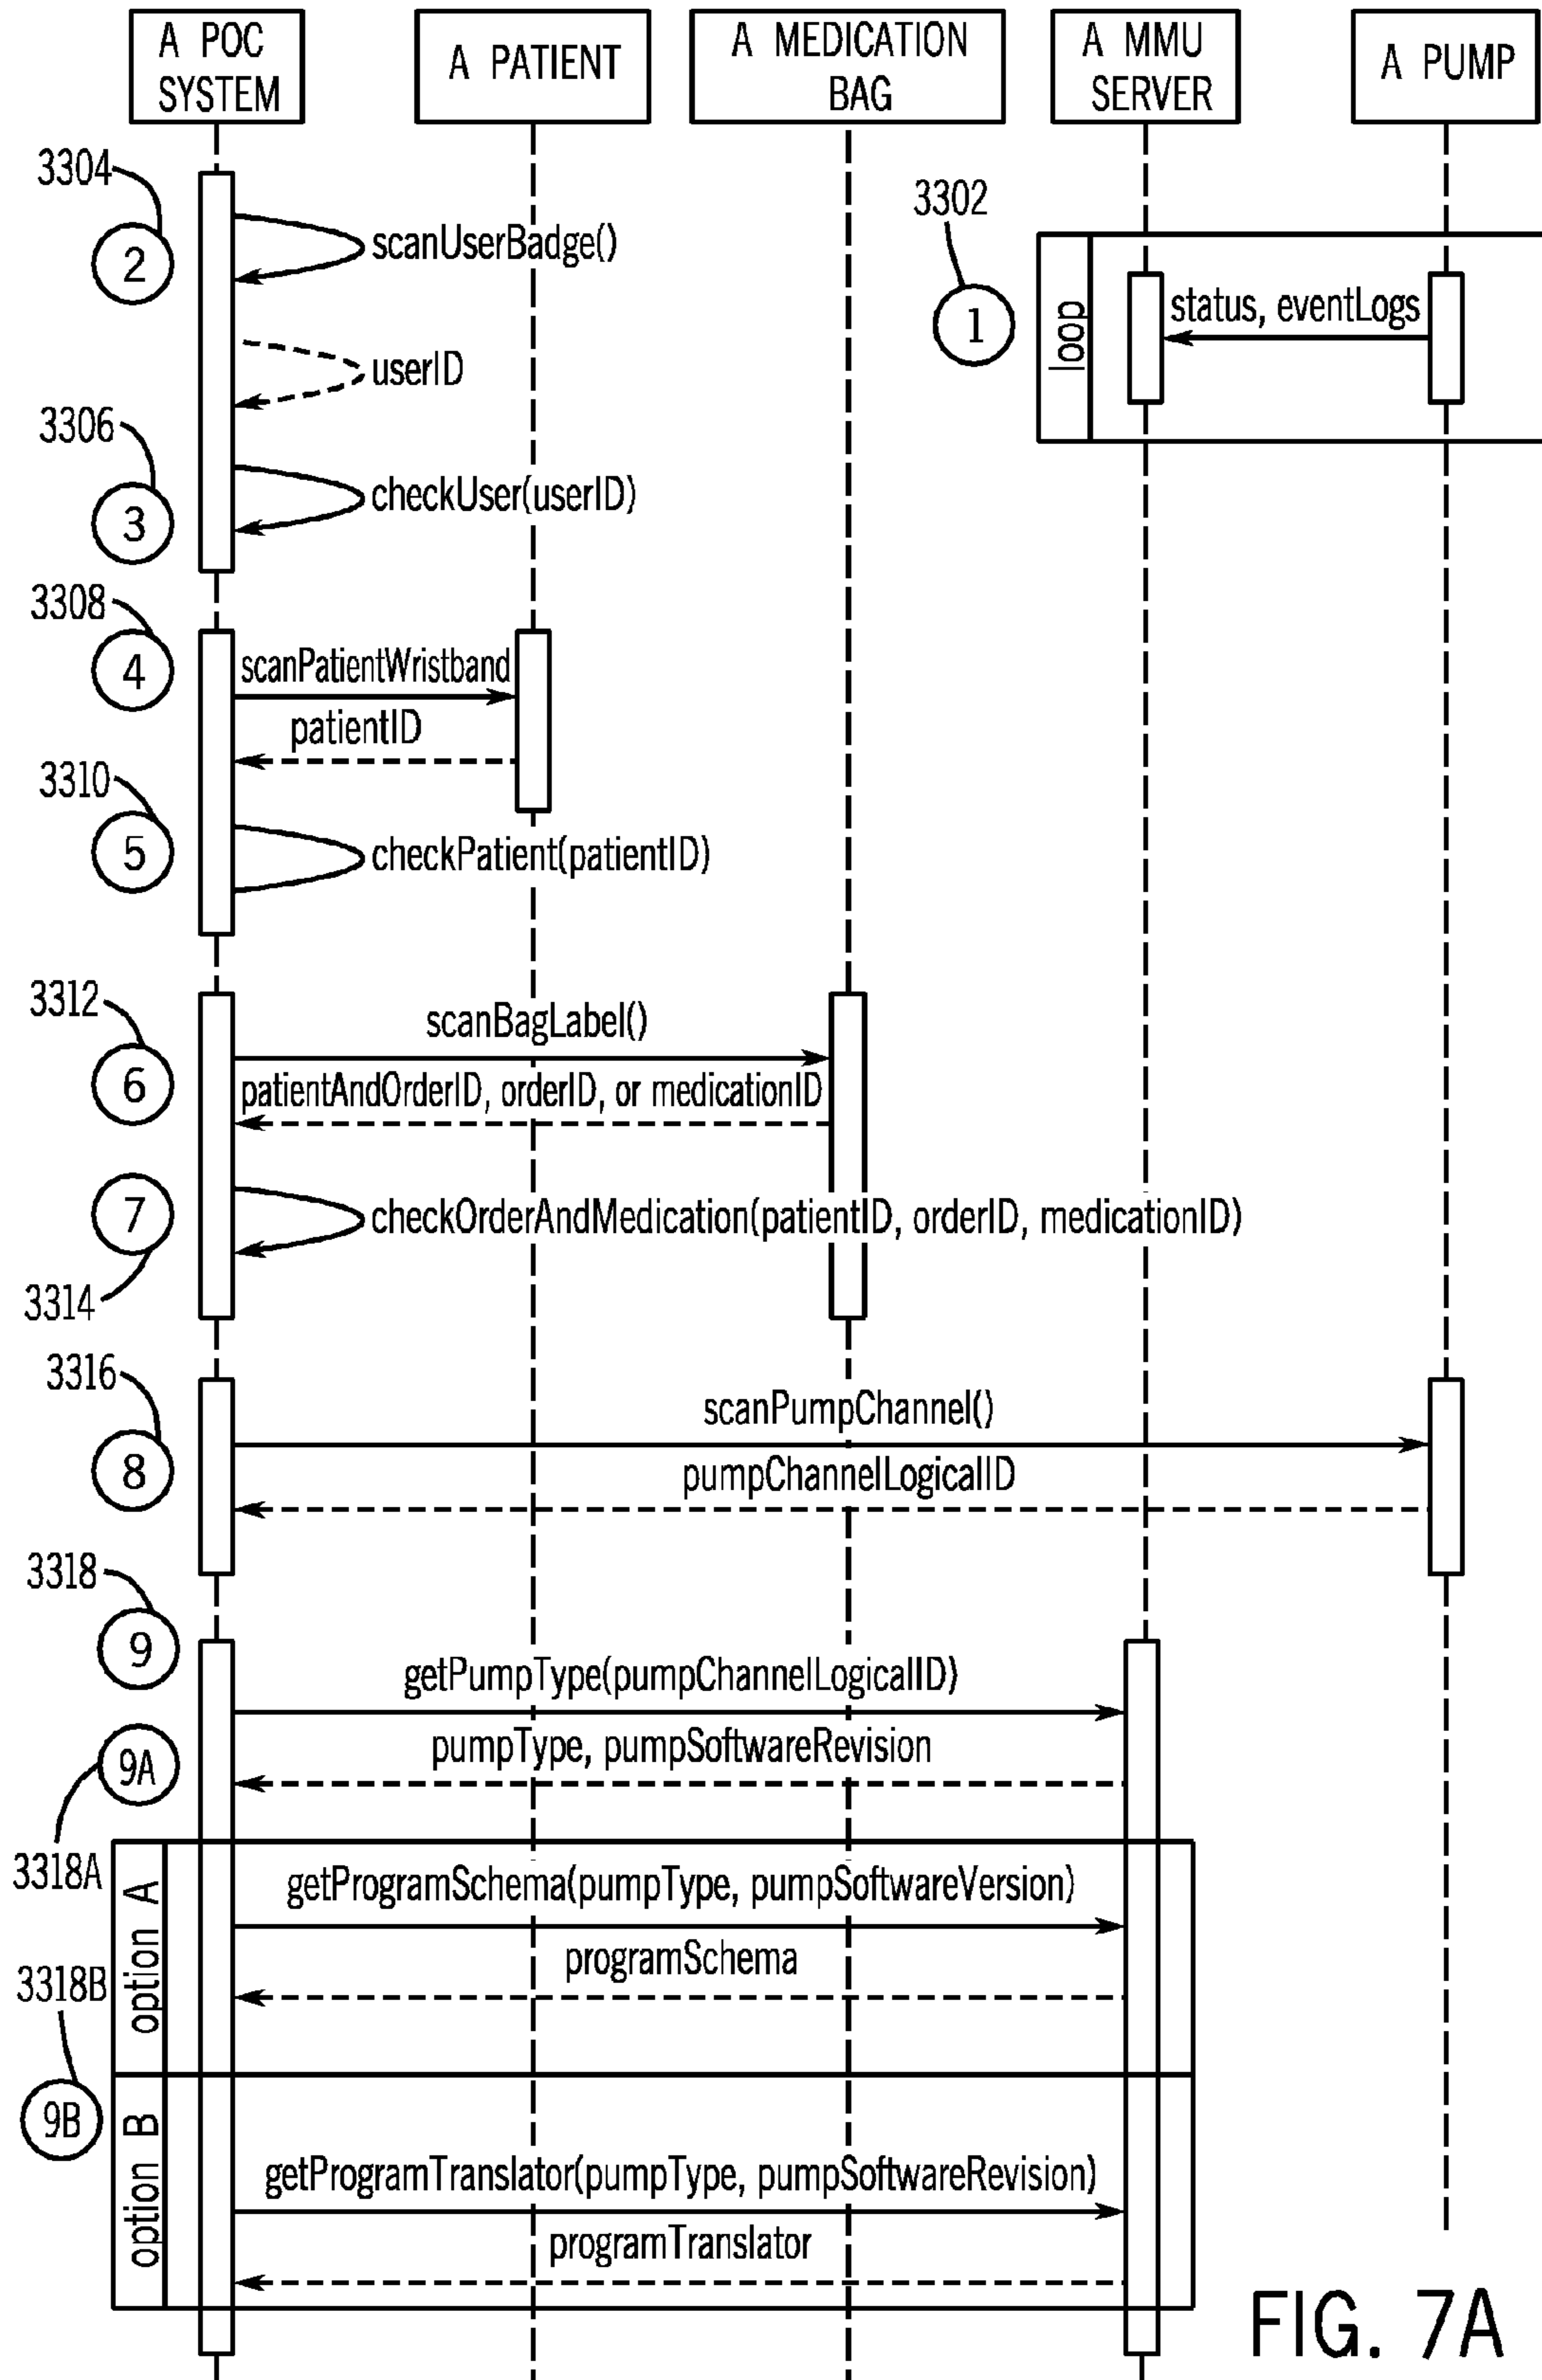 A POC
SYSTEM
A PATIENT
A MEDICATION
BAG
A MMU
SERVER
A PUMP
3304
2
scanUserBadge()
3302
1
loop
status, eventLogs
userID
3306
3
checkUser(userID)
3308
4
scanPatientWristband
patientID
3310
5
checkPatient(patientID)
3312
6
scanBagLabel()
patientAndOrderID, orderID, or medicationID
7
checkOrderAndMedication(patientID, orderID, medicationID)
3314
3316
8
scanPumpChannel()
pumpChannelLogicalID
3318
9
getPumpType(pumpChannelLogicalID)
9A
pumpType, pumpSoftwareRevision
3318A
option A
getProgramSchema(pumpType, pumpSoftwareVersion)
programSchema
3318B
9B
option B
getProgramTranslator(pumpType, pumpSoftwareRevision)
programTranslator
FIG. 7A